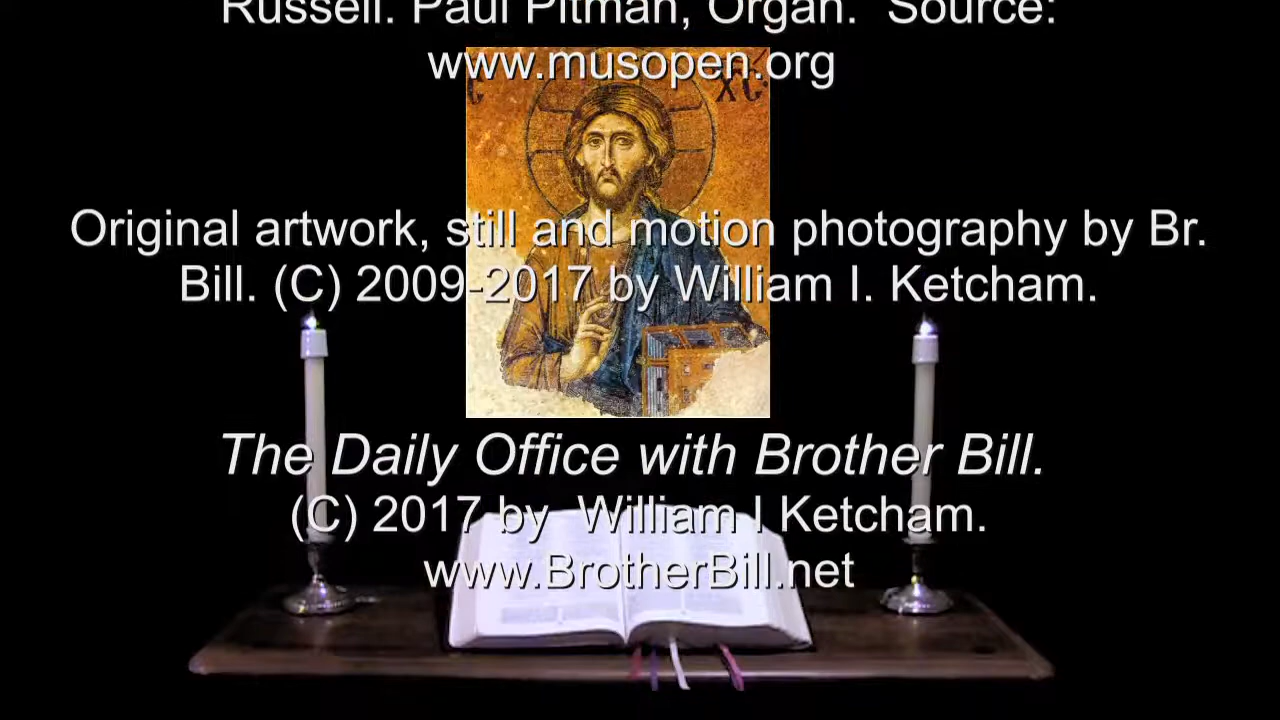 Russell. Paul Pitman, Organ.  Source:
www.musopen.org
C XC
Original artwork, still and motion photography by Br.
Bill. (C) 2009-2017 by William I. Ketcham.
The Daily Office with Brother Bill.
(C) 2017 by  William I Ketcham.
www.BrotherBill.net